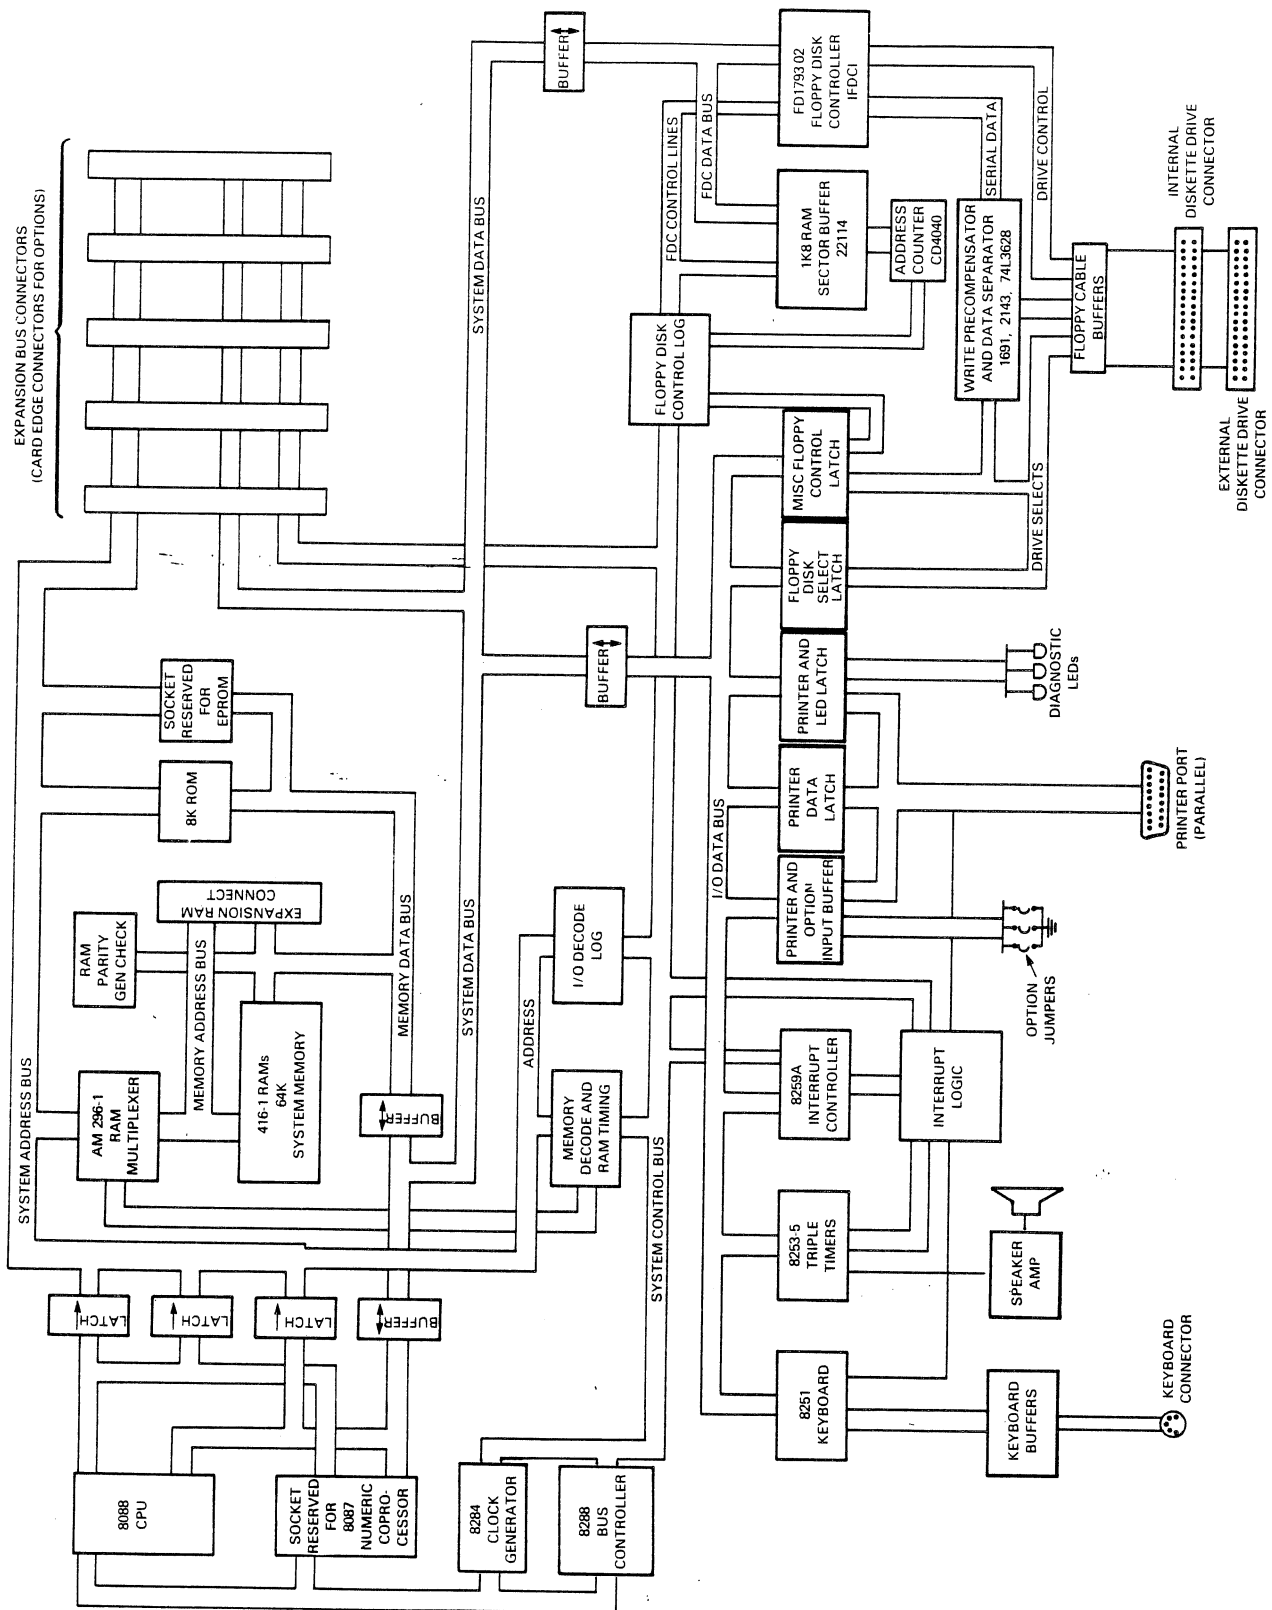 8088
CPU
SOCKET
RESERVED
FOR
8087
NUMERIC
COPRO-
CESSOR
8284
CLOCK
GENERATOR
8288
BUS
CONTROLLER
LATCH
LATCH
LATCH
BUFFER
SYSTEM ADDRESS BUS
AM 296-1
RAM
MULTIPLEXER
MEMORY ADDRESS BUS
RAM
PARITY
GEN CHECK
416-1 RAMs
64K
SYSTEM MEMORY
EXPANSION RAM
CONNECT
8K ROM
SOCKET
RESERVED
FOR
EPROM
BUFFER
MEMORY DATA BUS
SYSTEM DATA BUS
EXPANSION BUS CONNECTORS
(CARD EDGE CONNECTORS FOR OPTIONS)
SYSTEM DATA BUS
BUFFER
ADDRESS
I/O DECODE
LOG
MEMORY
DECODE AND
RAM TIMING
SYSTEM CONTROL BUS
BUFFER
I/O DATA BUS
FLOPPY DISK
CONTROL LOG
FDC CONTROL LINES
FDC DATA BUS
FD1793 02
FLOPPY DISK
CONTROLLER
IFDCI
1K8 RAM
SECTOR BUFFER
22114
ADDRESS
COUNTER
CD4040
SERIAL DATA
DRIVE CONTROL
WRITE PRECOMPENSATOR
AND DATA SEPARATOR
1691, 2143, 74L3628
FLOPPY CABLE
BUFFERS
INTERNAL
DISKETTE DRIVE
CONNECTOR
EXTERNAL
DISKETTE DRIVE
CONNECTOR
DRIVE SELECTS
MISC FLOPPY
CONTROL
LATCH
FLOPPY
DISK
SELECT
LATCH
PRINTER AND
LED LATCH
PRINTER
DATA
LATCH
PRINTER AND
OPTION
INPUT BUFFER
DIAGNOSTIC
LEDs
PRINTER PORT
(PARALLEL)
OPTION
JUMPERS
8259A
INTERRUPT
CONTROLLER
INTERRUPT
LOGIC
8253-5
TRIPLE
TIMERS
SPEAKER
AMP
8251
KEYBOARD
KEYBOARD
BUFFERS
KEYBOARD
CONNECTOR